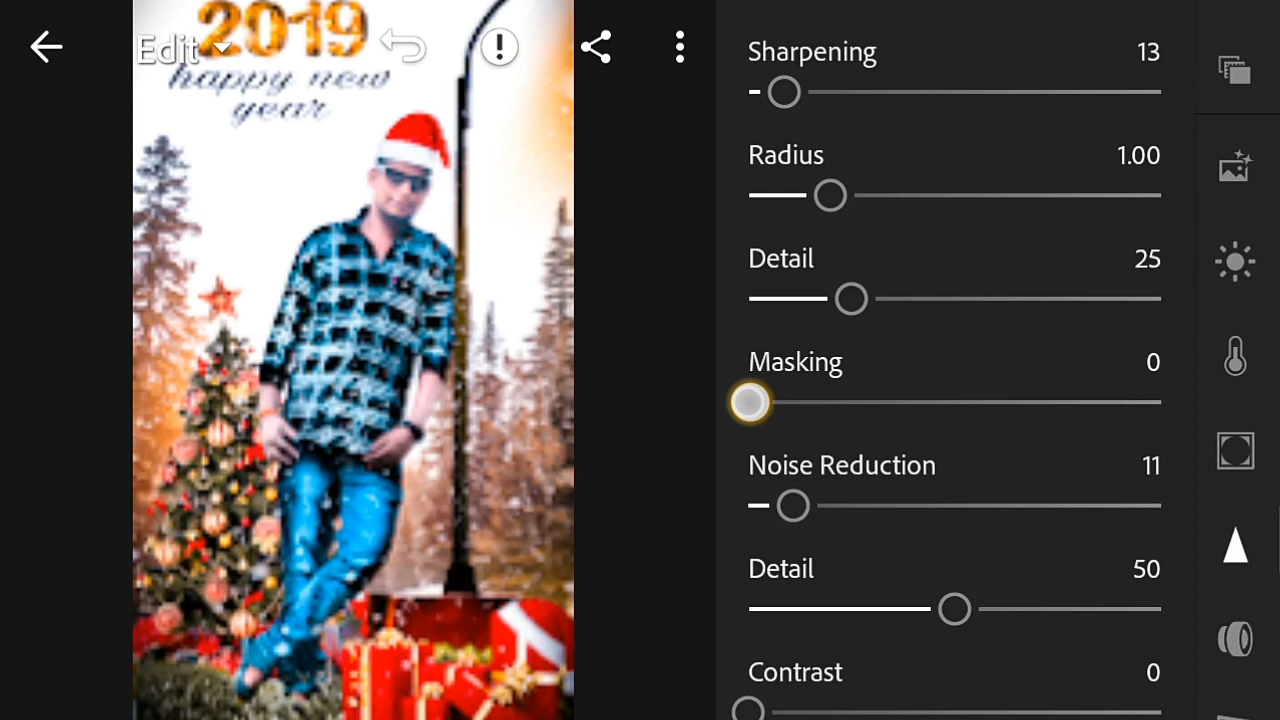 2019
Edit
happy new
year
Sharpening 13
Radius 1.00
Detail 25
Masking 0
Noise Reduction 11
Detail 50
Contrast 0